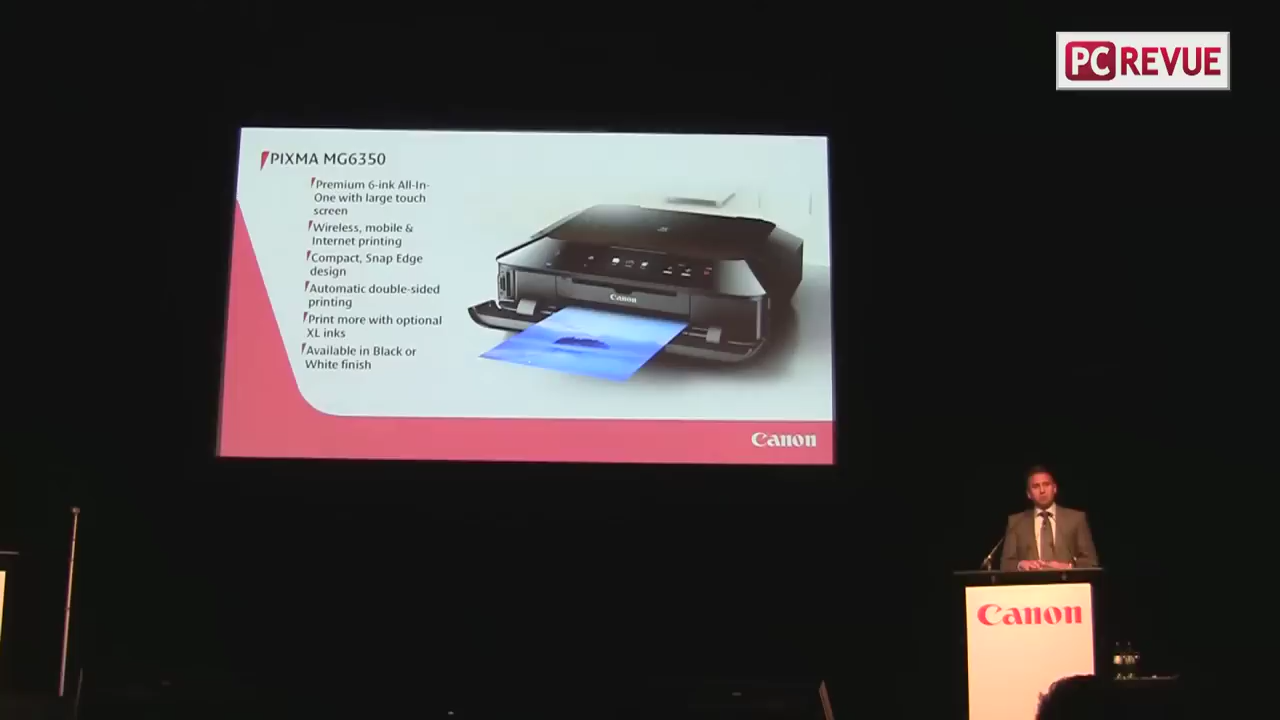 PC REVUE
PIXMA MG6350
Premium 6-ink All-In-
One with large touch
screen
Wireless, mobile &
Internet printing
Compact, Snap Edge
design
Automatic double-sided
printing
Print more with optional
XL inks
Available in Black or
White finish
Canon
Canon
Canon